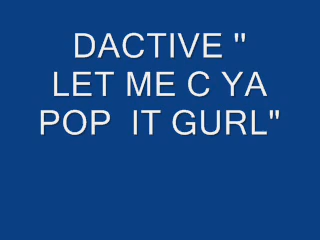 DACTIVE "
LET ME C YA
POP  IT GURL"